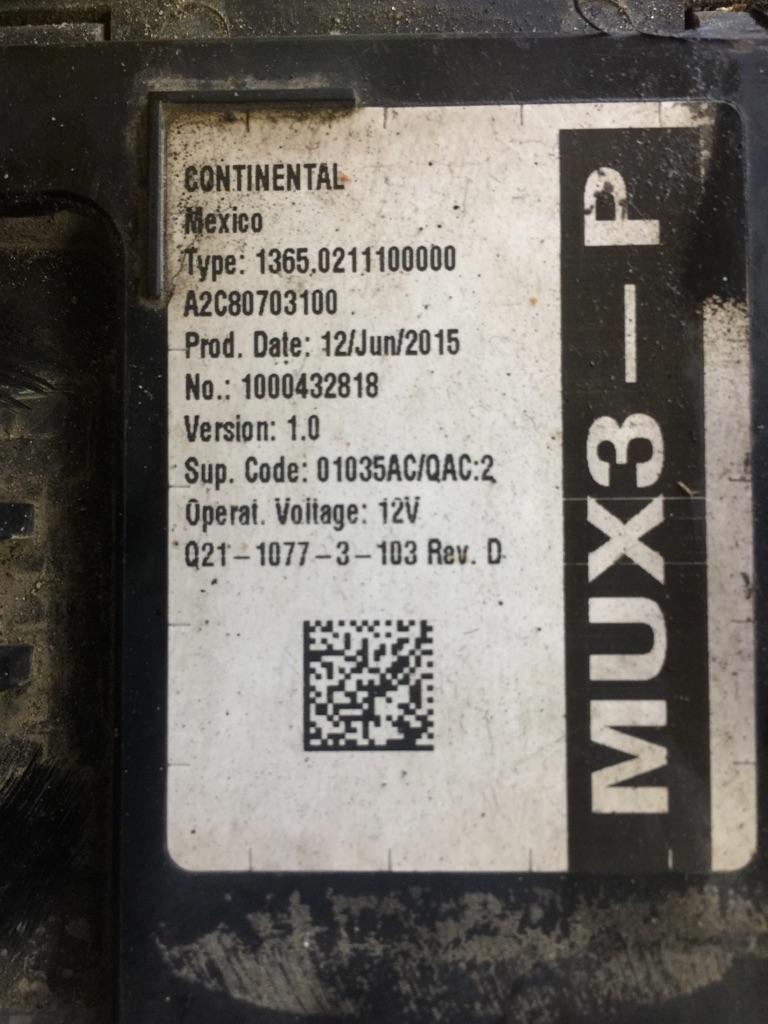 CONTINENTAL
Mexico
Type: 1365.0211100000
A2C80703100
Prod. Date: 12/Jun/2015
No.: 1000432818
Version: 1.0
Sup. Code: 01035AC/QAC:2
Operat. Voltage: 12V
Q21-1077-3-103 Rev. D
MUX3-P